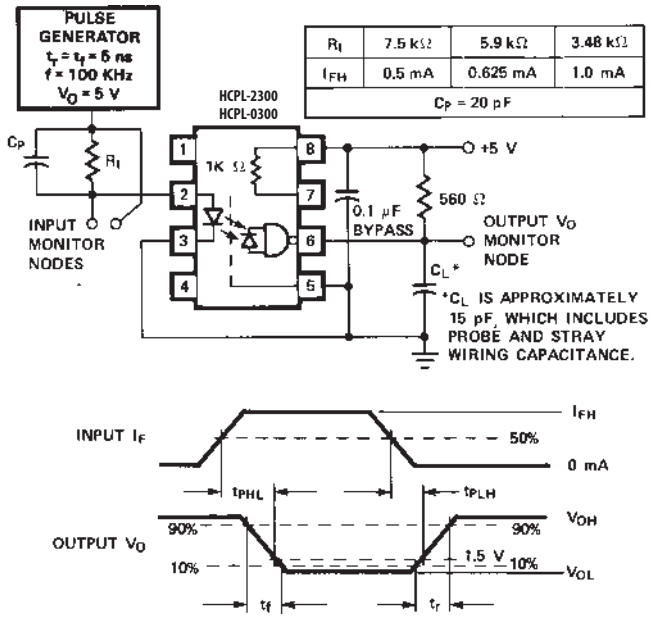 PULSE
GENERATOR
tr = tf = 5 ns
f = 100 KHz
VO = 5 V
RI 7.5 kΩ 5.9 kΩ 3.48 kΩ
IFH 0.5 mA 0.625 mA 1.0 mA
CP = 20 pF
HCPL-2300
HCPL-0300
CP
RI
1
2
3
4
1K Ω
8
7
6
5
+5 V
560 Ω
0.1 μF
BYPASS
OUTPUT VO
MONITOR
NODE
INPUT
MONITOR
NODES
CL*
*CL IS APPROXIMATELY
15 pF, WHICH INCLUDES
PROBE AND STRAY
WIRING CAPACITANCE.
INPUT IF
IFH
50%
0 mA
tPHL
tPLH
OUTPUT VO
90%
10%
90%
1.5 V
10%
VOH
VOL
tf
tr